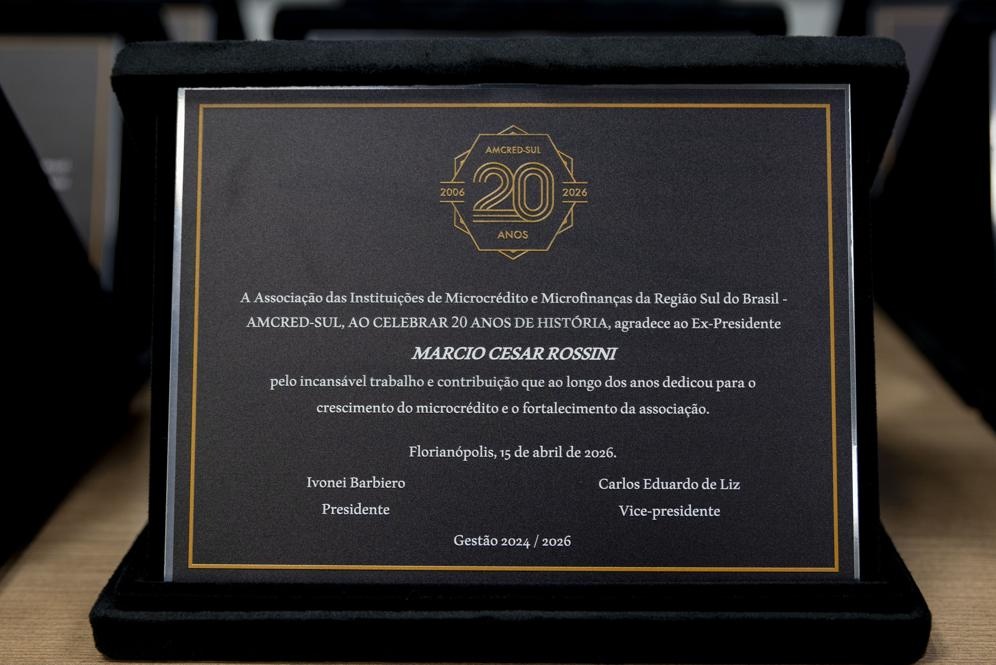 AMCRED-SUL
2006 20 2026
ANOS
A Associação das Instituições de Microcrédito e Microfinanças da Região Sul do Brasil -
AMCRED-SUL, AO CELEBRAR 20 ANOS DE HISTÓRIA, agradece ao Ex-Presidente
MARCIO CESAR ROSSINI
pelo incansável trabalho e contribuição que ao longo dos anos dedicou para o
crescimento do microcrédito e o fortalecimento da associação.
Florianópolis, 15 de abril de 2026.
Ivonei Barbiero Carlos Eduardo de Liz
Presidente Vice-presidente
Gestão 2024 / 2026